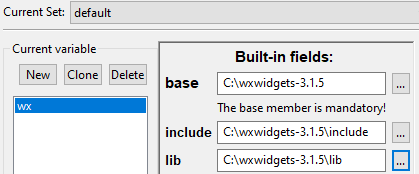 Current Set: default
Current variable
New Clone Delete
wx
Built-in fields:
base C:\wxwidgets-3.1.5 ...
The base member is mandatory!
include C:\wxwidgets-3.1.5\include ...
lib C:\wxwidgets-3.1.5\lib ...